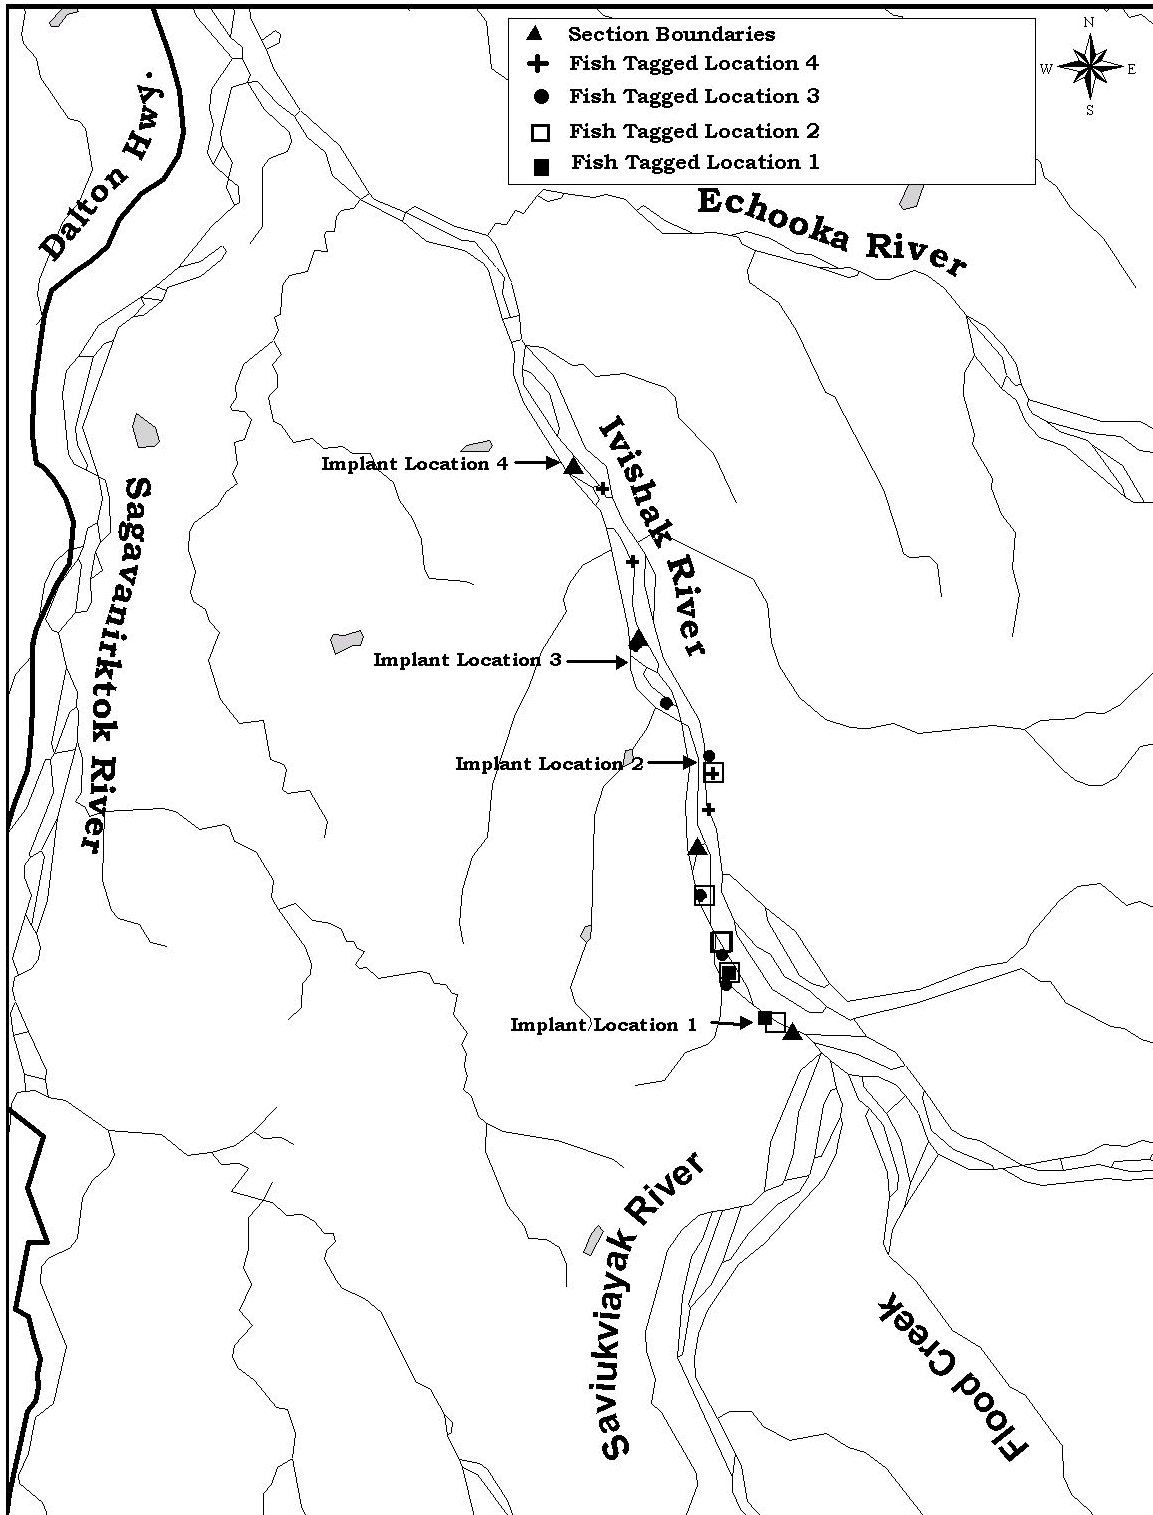 Section Boundaries
Fish Tagged Location 4
Fish Tagged Location 3
Fish Tagged Location 2
Fish Tagged Location 1
N
W
E
S
Dalton Hwy.
Echooka River
Ivishak River
Implant Location 4
Sagavanirktok River
Implant Location 3
Implant Location 2
Implant Location 1
Saviukviayak River
Flood Creek